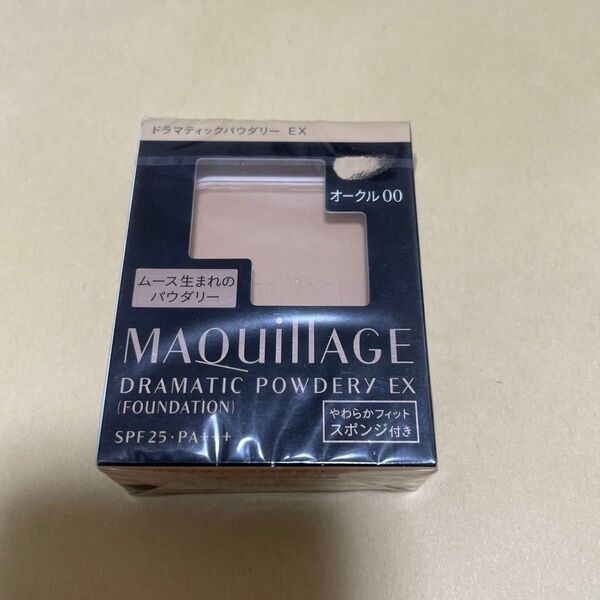 ドラマティックパウダリー EX
オークル00
ムース生まれの
パウダリー
MAQuillAGE
DRAMATIC POWDERY EX
(FOUNDATION)
SPF25・PA+++
やわらかフィット
スポンジ付き